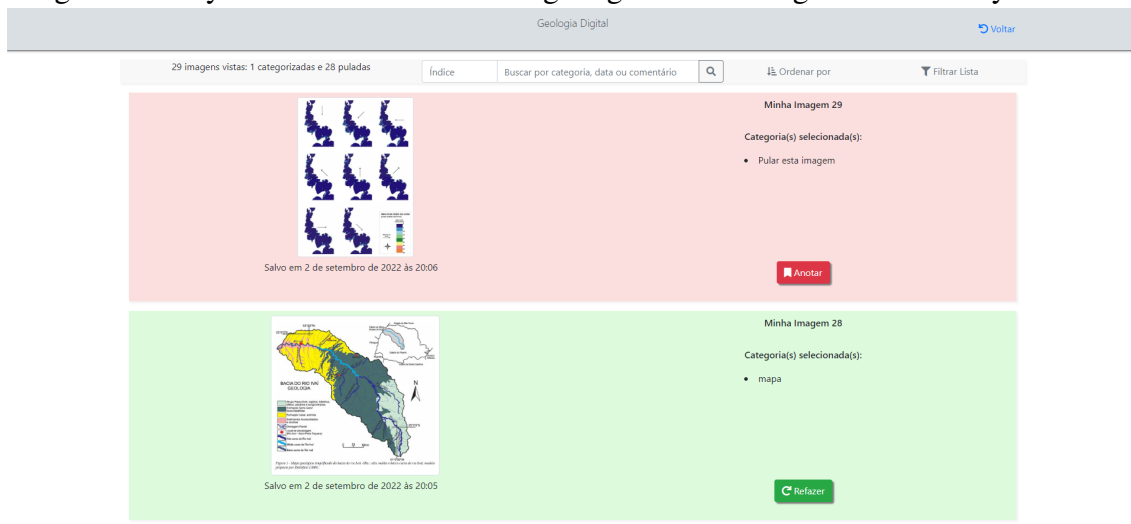 Geologia Digital
Voltar
29 imagens vistas: 1 categorizadas e 28 puladas
Índice
Buscar por categoria, data ou comentário
Ordenar por
Filtrar Lista
Minha Imagem 29
Categoria(s) selecionada(s):
Pular esta imagem
Salvo em 2 de setembro de 2022 às 20:06
Anotar
BACIA DO RIO IVAÍ
GEOLOGIA
N
Minha Imagem 28
Categoria(s) selecionada(s):
mapa
Salvo em 2 de setembro de 2022 às 20:05
Refazer